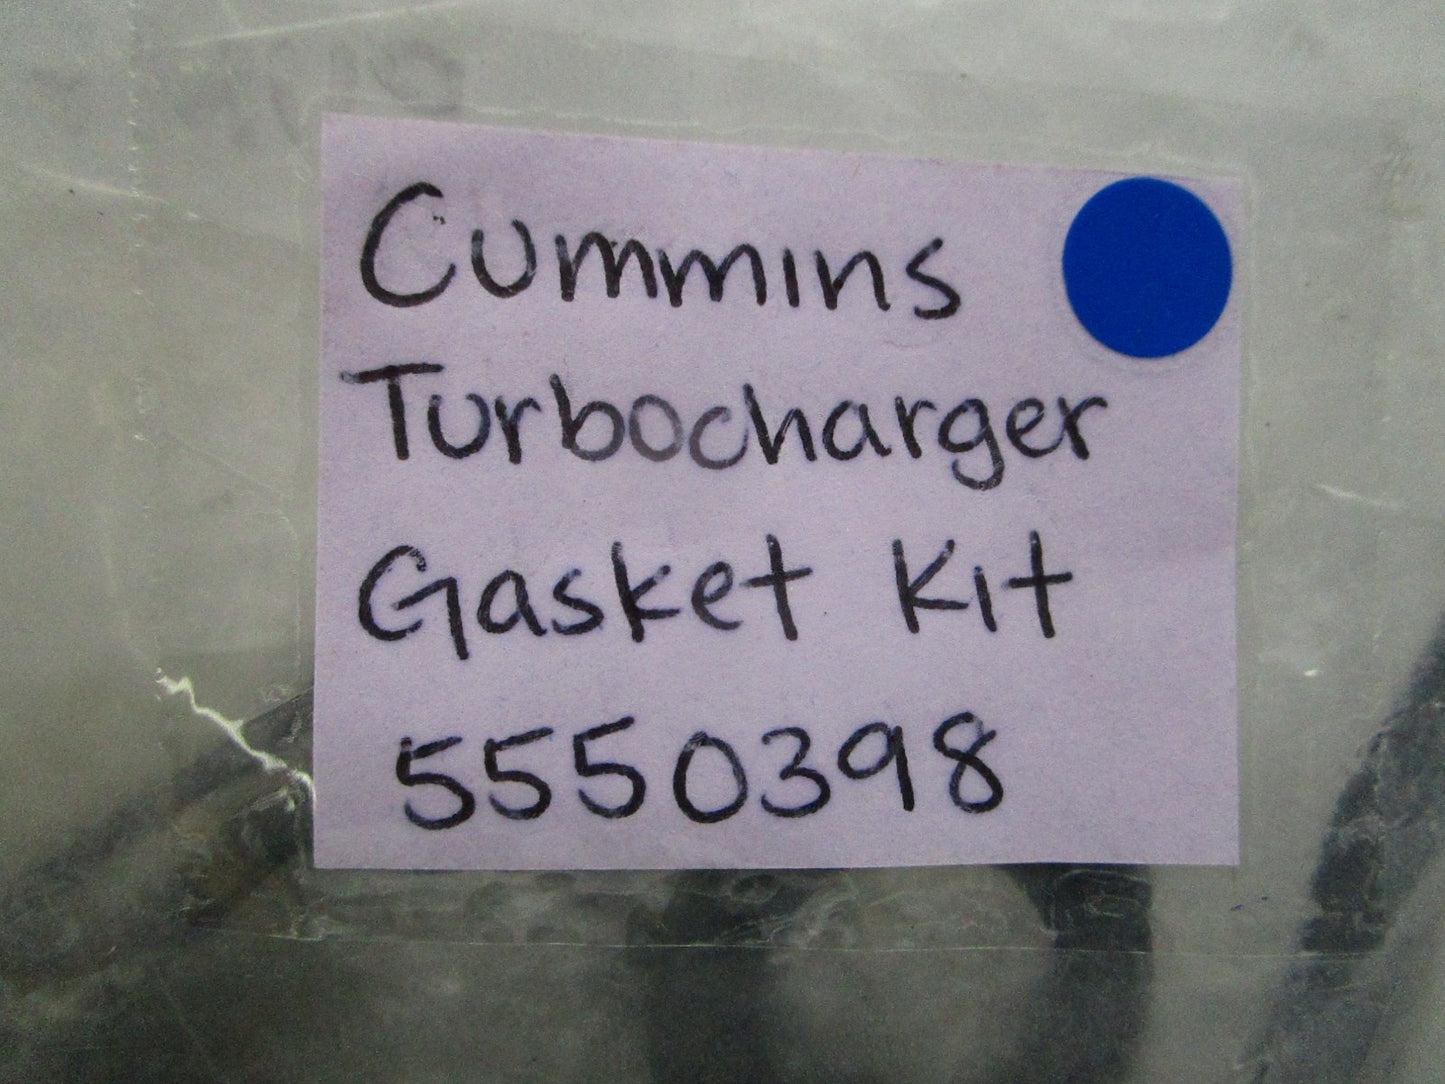 Cummins
Turbocharger
Gasket Kit
5550398